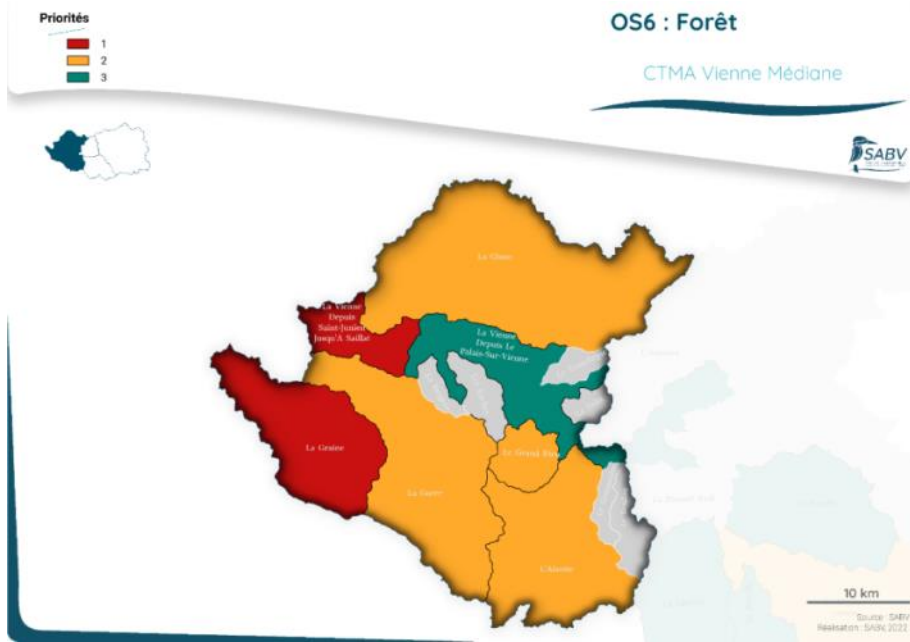 Priorités
1
2
3
OS6 : Forêt
CTMA Vienne Médiane
SABV
La Glane
La Vienne
Depuis
Saint-Junien
Jusqu'A Saillat
La Vienne
Depuis Le
Palais-Sur-Vienne
La Graine
La Gorre
Le Grand Rieu
L'Aixette
10 km
Source : SABV
Réalisation : SABV, 2022